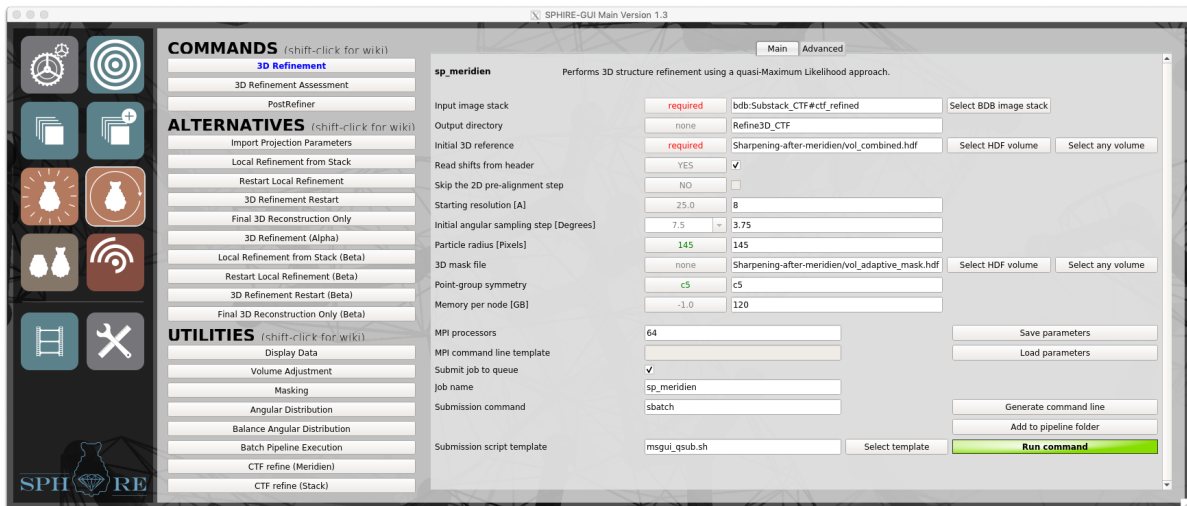 SPHIRE-GUI Main Version 1.3
COMMANDS (shift-click for wiki)
3D Refinement
3D Refinement Assessment
PostRefiner
ALTERNATIVES (shift-click for wiki)
Import Projection Parameters
Local Refinement from Stack
Restart Local Refinement
3D Refinement Restart
Final 3D Reconstruction Only
3D Refinement (Alpha)
Local Refinement from Stack (Beta)
Restart Local Refinement (Beta)
3D Refinement Restart (Beta)
Final 3D Reconstruction Only (Beta)
UTILITIES (shift-click for wiki)
Display Data
Volume Adjustment
Masking
Angular Distribution
Balance Angular Distribution
Batch Pipeline Execution
CTF refine (Meridien)
CTF refine (Stack)
SPHIRE
Main Advanced
sp_meridien Performs 3D structure refinement using a quasi-Maximum Likelihood approach.
Input image stack required bdb:Substack_CTF#ctf_refined Select BDB image stack
Output directory none Refine3D_CTF
Initial 3D reference required Sharpening-after-meridien/vol_combined.hdf Select HDF volume Select any volume
Read shifts from header YES
Skip the 2D pre-alignment step NO
Starting resolution [A] 25.0 8
Initial angular sampling step [Degrees] 7.5 3.75
Particle radius [Pixels] 145 145
3D mask file none Sharpening-after-meridien/vol_adaptive_mask.hdf Select HDF volume Select any volume
Point-group symmetry c5 c5
Memory per node [GB] -1.0 120
MPI processors 64 Save parameters
MPI command line template Load parameters
Submit job to queue
Job name sp_meridien
Submission command sbatch Generate command line
Add to pipeline folder
Submission script template msgui_qsub.sh Select template Run command